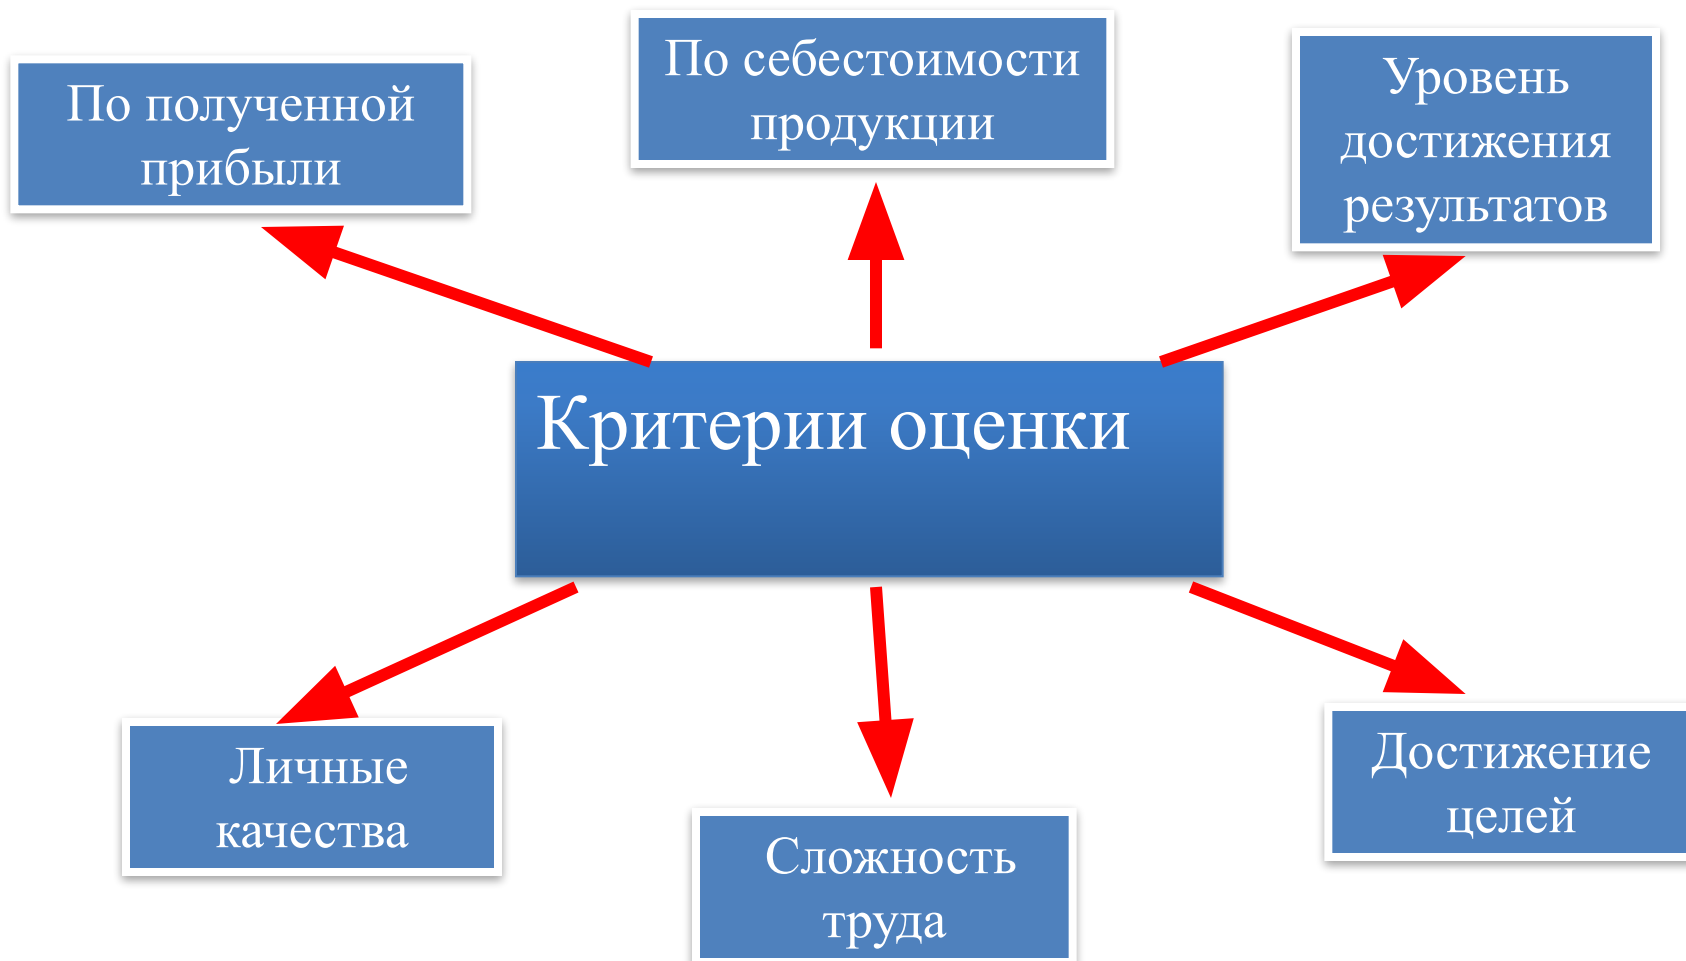 По полученной
прибыли
По себестоимости
продукции
Уровень
достижения
результатов
Критерии оценки
Личные
качества
Сложность
труда
Достижение
целей